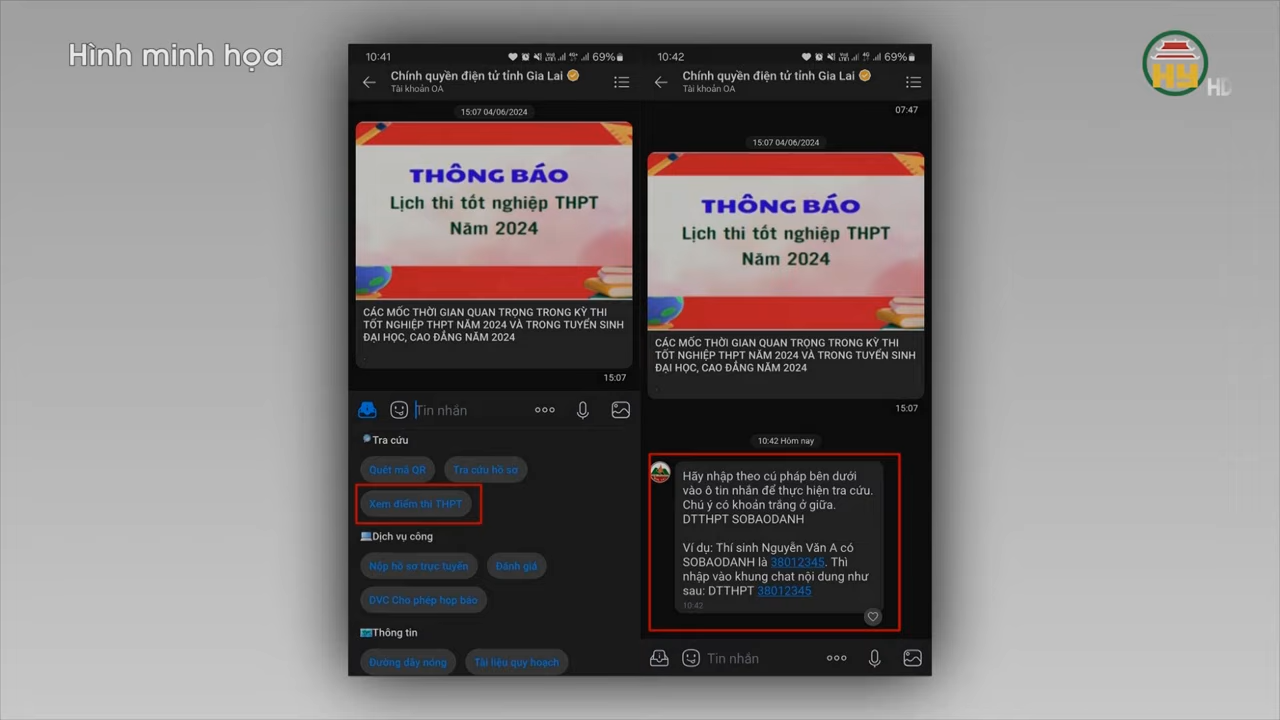 Hình minh họa
HY HD
10:41
69%
Chính quyền điện tử tỉnh Gia Lai
Tài khoản OA
15:07 04/06/2024
THÔNG BÁO
Lịch thi tốt nghiệp THPT
Năm 2024
CÁC MỐC THỜI GIAN QUAN TRỌNG TRONG KỲ THI
TỐT NGHIỆP THPT NĂM 2024 VÀ TRONG TUYỂN SINH
ĐẠI HỌC, CAO ĐẲNG NĂM 2024
15:07
Tin nhắn
Tra cứu
Quét mã QR
Tra cứu hồ sơ
Xem điểm thi THPT
Dịch vụ công
Nộp hồ sơ trực tuyến
Đánh giá
DVC Cho phép họp báo
Thông tin
Đường dây nóng
Tài liệu quy hoạch
10:42
69%
Chính quyền điện tử tỉnh Gia Lai
Tài khoản OA
07:47
15:07 04/06/2024
THÔNG BÁO
Lịch thi tốt nghiệp THPT
Năm 2024
CÁC MỐC THỜI GIAN QUAN TRỌNG TRONG KỲ THI
TỐT NGHIỆP THPT NĂM 2024 VÀ TRONG TUYỂN SINH
ĐẠI HỌC, CAO ĐẲNG NĂM 2024
15:07
10:42 Hôm nay
Hãy nhập theo cú pháp bên dưới
vào ô tin nhắn để thực hiện tra cứu.
Chú ý có khoản trắng ở giữa.
DTTHPT SOBAODANH
Ví dụ: Thí sinh Nguyễn Văn A có
SOBAODANH là 38012345. Thì
nhập vào khung chat nội dung như
sau: DTTHPT 38012345
10:42
Tin nhắn